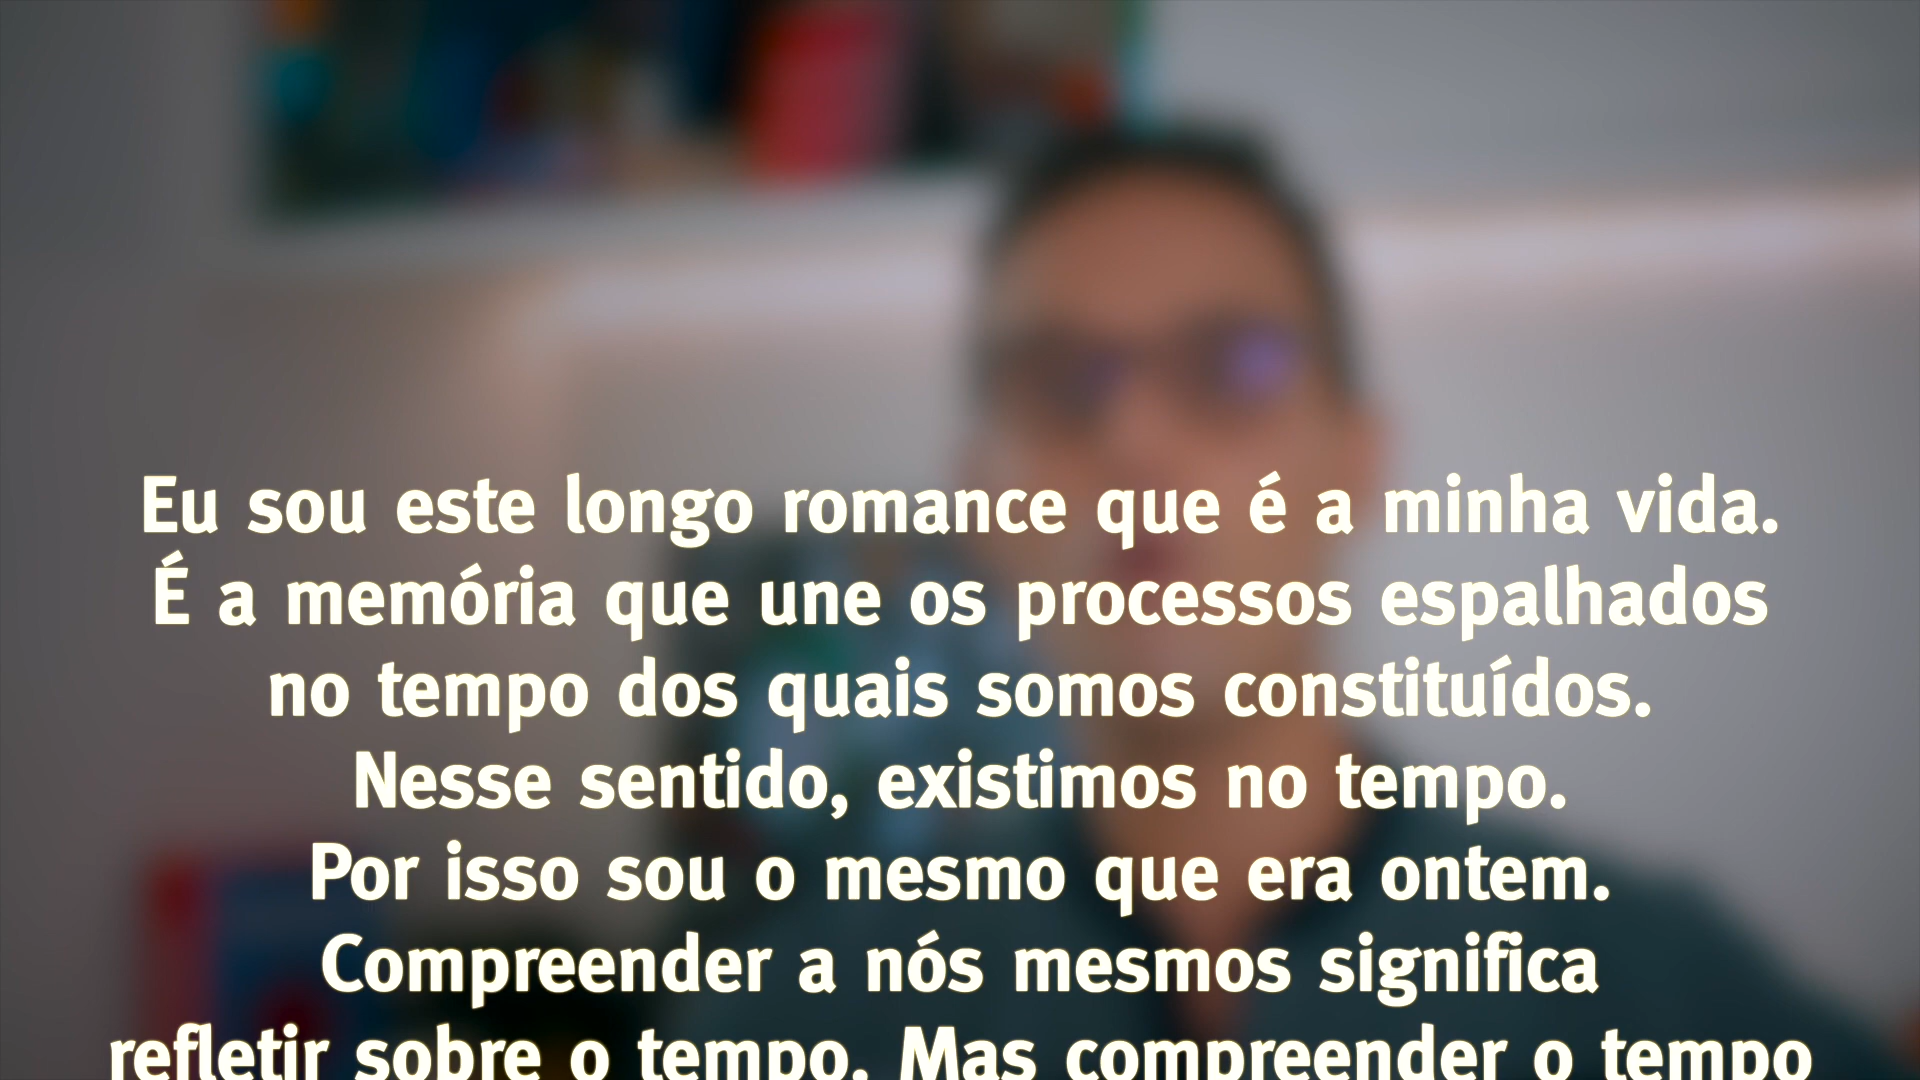 Eu sou este longo romance que é a minha vida.
É a memória que une os processos espalhados
no tempo dos quais somos constituídos.
Nesse sentido, existimos no tempo.
Por isso sou o mesmo que era ontem.
Compreender a nós mesmos significa
refletir sobre o tempo. Mas compreender o tempo